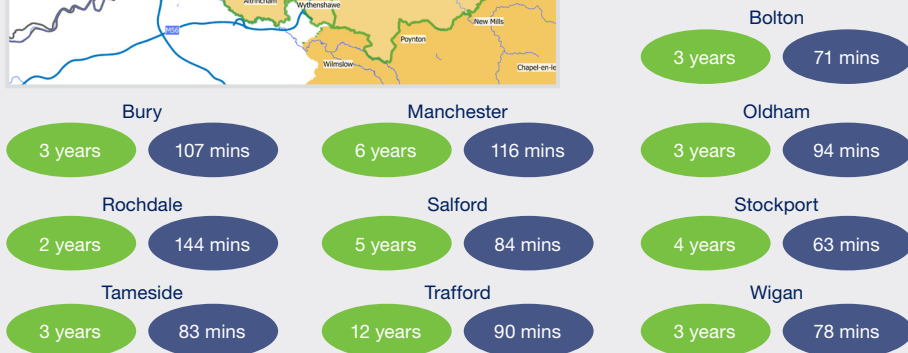 Altrincham
Wythenshawe
M56
New Mills
Poynton
Wilmslow
Chapel-en-le
Bolton
3 years 71 mins
Bury Manchester Oldham
3 years 107 mins 6 years 116 mins 3 years 94 mins
Rochdale Salford Stockport
2 years 144 mins 5 years 84 mins 4 years 63 mins
Tameside Trafford Wigan
3 years 83 mins 12 years 90 mins 3 years 78 mins